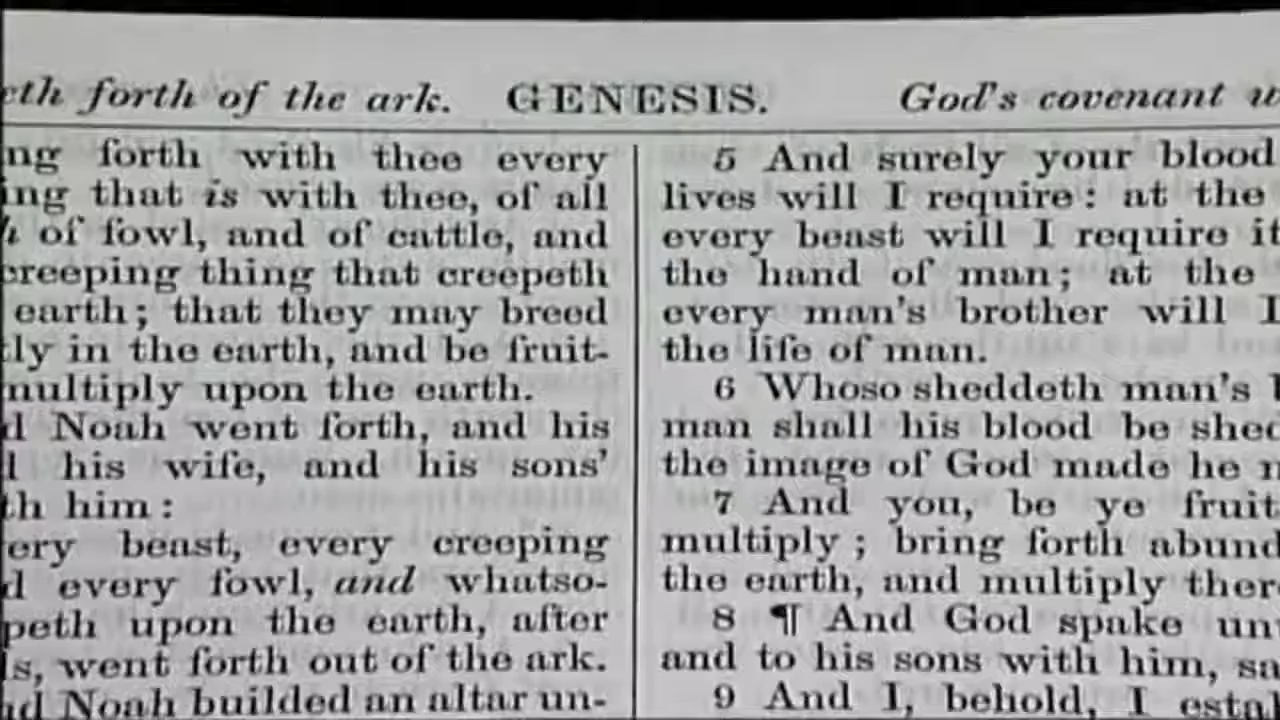 eth forth of the ark. GENESIS. God's covenant
ng forth with thee every
ing that is with thee, of all
of fowl, and of cattle, and
creeping thing that creepeth
earth; that they may breed
tly in the earth, and be fruit-
multiply upon the earth.
d Noah went forth, and his
d his wife, and his sons'
th him:
ery beast, every creeping
d every fowl, and whatso-
peth upon the earth, after
s, went forth out of the ark.
nd Noah builded an altar un-
5 And surely your blood
lives will I require: at the
every beast will I require it
the hand of man; at the
every man's brother will I
the life of man.
6 Whoso sheddeth man's
man shall his blood be shed
the image of God made he m
7 And you, be ye fruit
multiply; bring forth abund
the earth, and multiply ther
8 ¶ And God spake un
and to his sons with him, sa
9 And I, behold, I estal